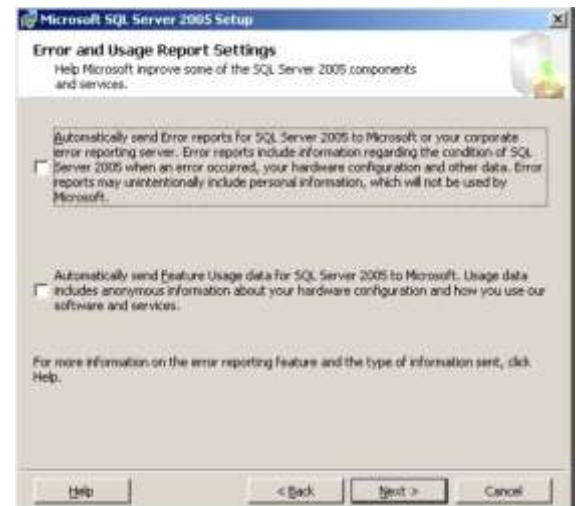 Microsoft SQL Server 2005 Setup
Error and Usage Report Settings
Help Microsoft improve some of the SQL Server 2005 components
and services.
Automatically send Error reports for SQL Server 2005 to Microsoft or your corporate
error reporting server. Error reports include information regarding the condition of SQL
Server 2005 when an error occurred, your hardware configuration and other data. Error
reports may unintentionally include personal information, which will not be used by
Microsoft.
Automatically send Feature Usage data for SQL Server 2005 to Microsoft. Usage data
includes anonymous information about your hardware configuration and how you use our
software and services.
For more information on the error reporting feature and the type of information sent, click
Help.
Help < Back Next > Cancel